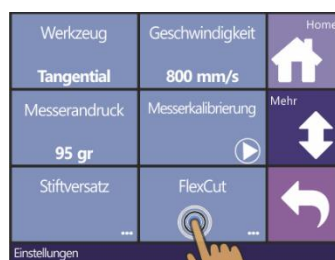 Werkzeug
Tangential
Geschwindigkeit
800 mm/s
Home
Messerandruck
95 gr
Messerkalibrierung
Mehr
Stiftversatz
...
FlexCut
...
Einstellungen